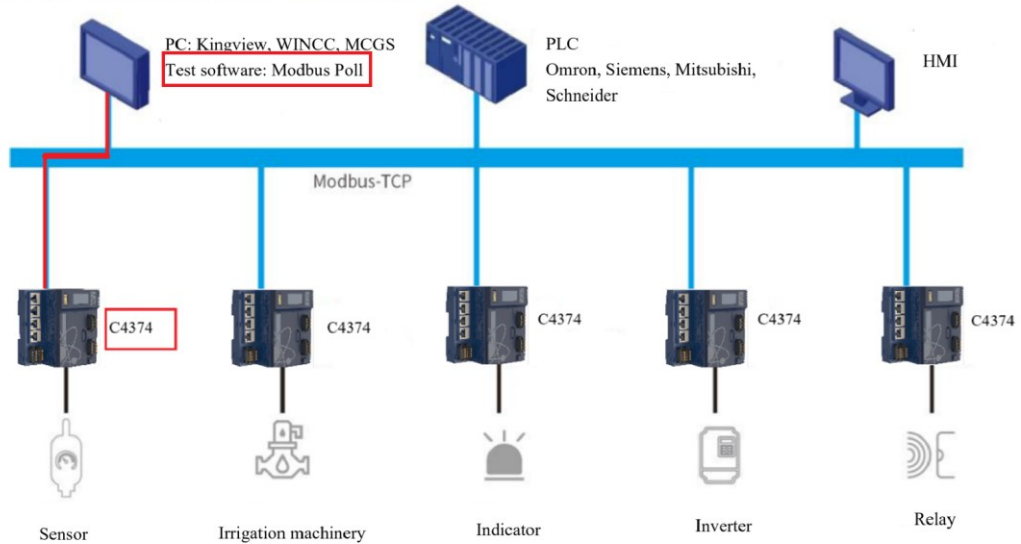 PC: Kingview, WINCC, MCGS
Test software: Modbus Poll
PLC
Omron, Siemens, Mitsubishi,
Schneider
HMI
Modbus-TCP
C4374
C4374
C4374
C4374
C4374
Sensor
Irrigation machinery
Indicator
Inverter
Relay